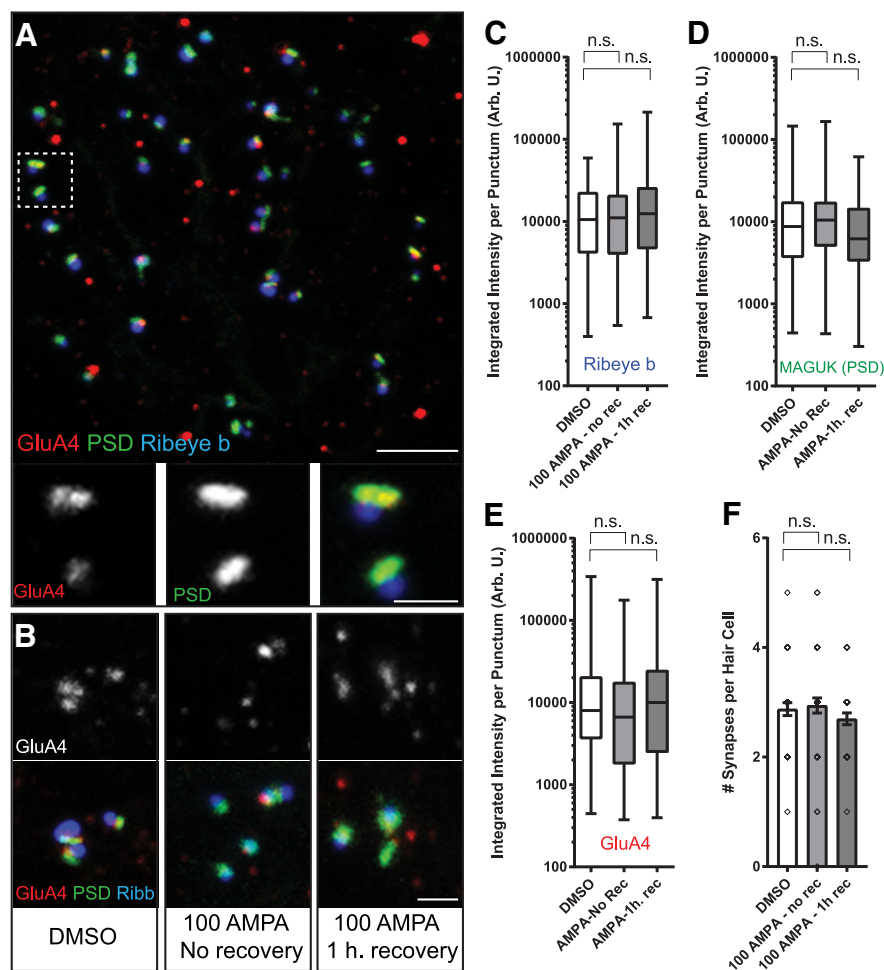 A
GluA4 PSD Ribeye b
GluA4
PSD
B
GluA4
GluA4 PSD Ribb
DMSO
100 AMPA
No recovery
100 AMPA
1 h. recovery
C
n.s.
n.s.
Integrated Intensity per Punctum (Arb. U.)
1000000
100000
10000
1000
100
Ribeye b
DMSO
100 AMPA - no rec
100 AMPA - 1h rec
D
n.s.
n.s.
Integrated Intensity per Punctum (Arb. U.)
1000000
100000
10000
1000
100
MAGUK (PSD)
DMSO
AMPA-No Rec
AMPA-1h. rec
E
n.s.
n.s.
Integrated Intensity per Punctum (Arb. U.)
1000000
100000
10000
1000
100
GluA4
DMSO
AMPA-No Rec
AMPA-1h. rec
F
n.s.
n.s.
# Synapses per Hair Cell
6
4
2
0
DMSO
100 AMPA - no rec
100 AMPA - 1h rec